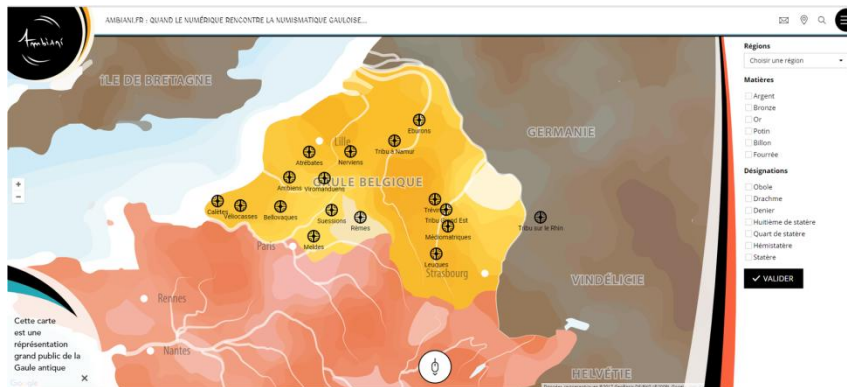 Ambiani
AMBIANI.FR : QUAND LE NUMÉRIQUE RENCONTRE LA NUMISMATIQUE GAULOISE...
ÎLE DE BRETAGNE
GERMANIE
Lille
Eburons
Tribu à Namur
Atrébates
Nerviens
GAULE BELGIQUE
Ambiens
Viromanduens
Calètes
Véliocasses
Bellovaques
Suessions
Rèmes
Trévires
Tribu Grand Est
Médiomatriques
Tribu sur le Rhin
Paris
Meldes
Leuques
Strasbourg
VINDÉLICIE
Rennes
Nantes
HELVÉTIE
+
−
Cette carte
est une
réprésentation
grand public de la
Gaule antique
×
Régions
Choisir une région
Matières
Argent
Bronze
Or
Potin
Billon
Fourrée
Désignations
Obole
Drachme
Denier
Huitième de statère
Quart de statère
Hémistatère
Statère
VALIDER